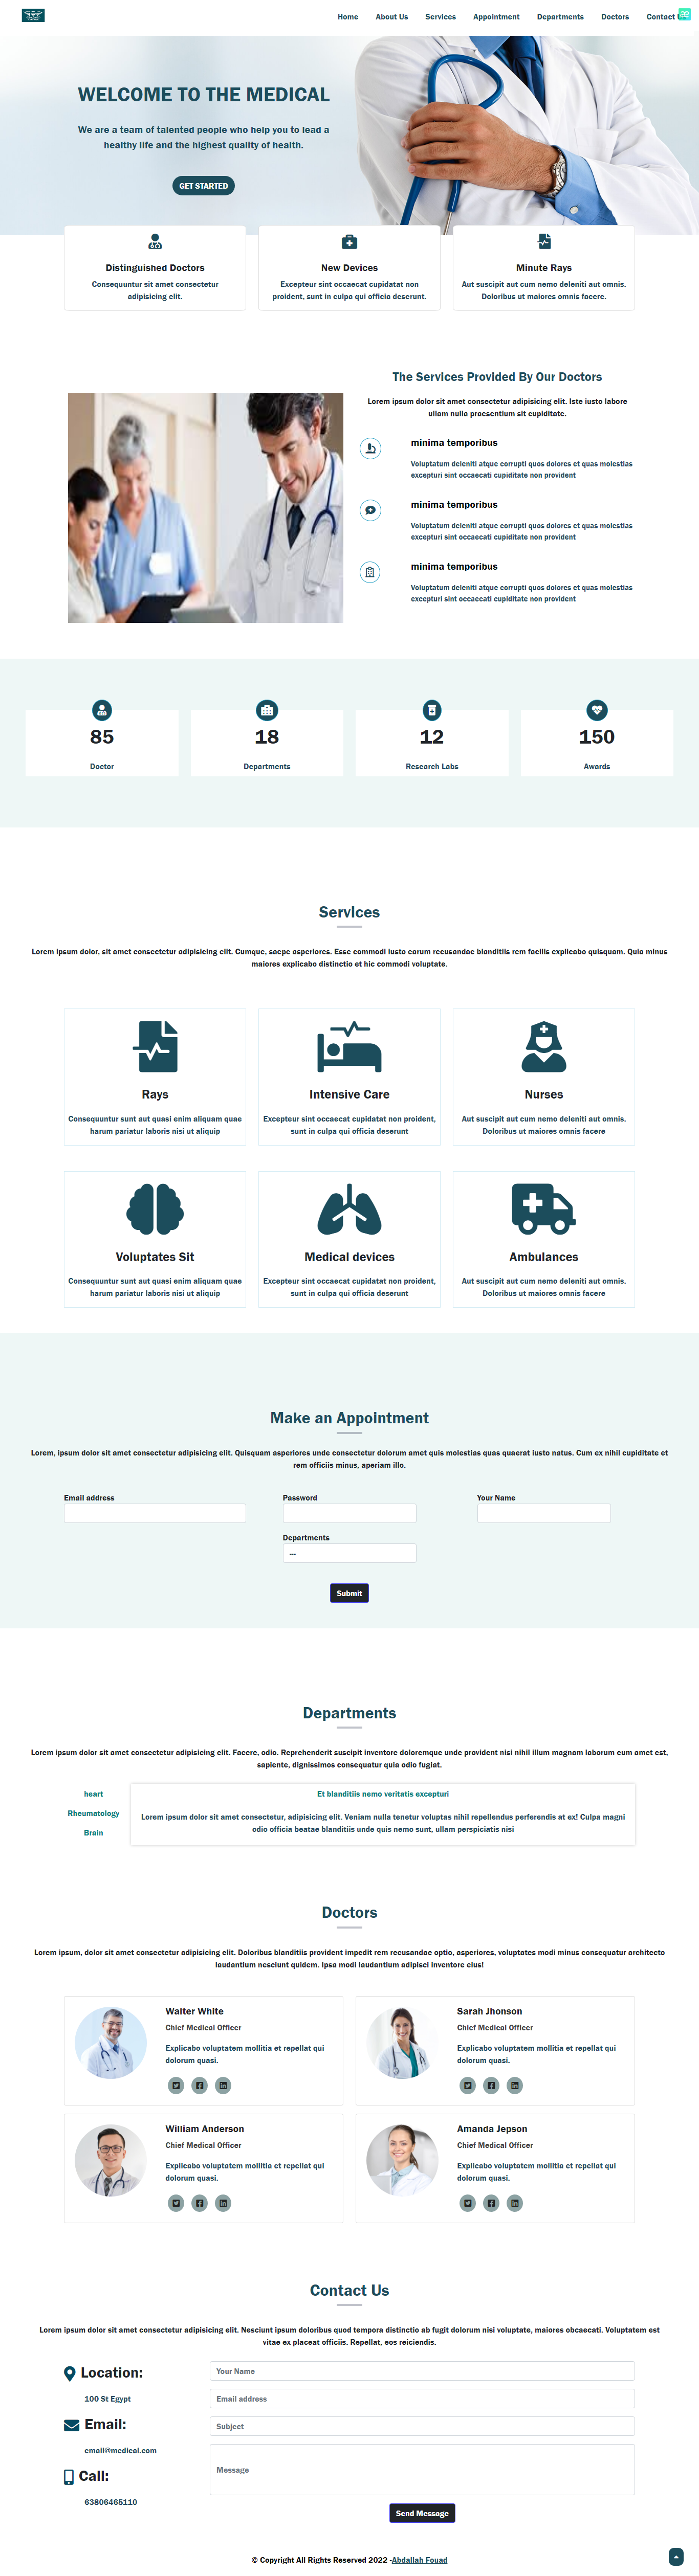 Home About Us Services Appointment Departments Doctors Contact
WELCOME TO THE MEDICAL
We are a team of talented people who help you to lead a
healthy life and the highest quality of health.
GET STARTED
Distinguished Doctors
Consequuntur sit amet consectetur
adipisicing elit.
New Devices
Excepteur sint occaecat cupidatat non
proident, sunt in culpa qui officia deserunt.
Minute Rays
Aut suscipit aut cum nemo deleniti aut omnis.
Doloribus ut maiores omnis facere.
The Services Provided By Our Doctors
Lorem ipsum dolor sit amet consectetur adipisicing elit. Iste iusto labore
ullam nulla praesentium sit cupiditate.
minima temporibus
Voluptatum deleniti atque corrupti quos dolores et quas molestias
excepturi sint occaecati cupiditate non provident
minima temporibus
Voluptatum deleniti atque corrupti quos dolores et quas molestias
excepturi sint occaecati cupiditate non provident
minima temporibus
Voluptatum deleniti atque corrupti quos dolores et quas molestias
excepturi sint occaecati cupiditate non provident
85
Doctor
18
Departments
12
Research Labs
150
Awards
Services
Lorem ipsum dolor, sit amet consectetur adipisicing elit. Cumque, saepe asperiores. Esse commodi iusto earum recusandae blanditiis rem facilis explicabo quisquam. Quia minus
maiores explicabo distinctio et hic commodi voluptate.
Rays
Consequuntur sunt aut quasi enim aliquam quae
harum pariatur laboris nisi ut aliquip
Intensive Care
Excepteur sint occaecat cupidatat non proident,
sunt in culpa qui officia deserunt
Nurses
Aut suscipit aut cum nemo deleniti aut omnis.
Doloribus ut maiores omnis facere
Voluptates Sit
Consequuntur sunt aut quasi enim aliquam quae
harum pariatur laboris nisi ut aliquip
Medical devices
Excepteur sint occaecat cupidatat non proident,
sunt in culpa qui officia deserunt
Ambulances
Aut suscipit aut cum nemo deleniti aut omnis.
Doloribus ut maiores omnis facere
Make an Appointment
Lorem, ipsum dolor sit amet consectetur adipisicing elit. Quisquam asperiores unde consectetur dolorum amet quis molestias quas quaerat iusto natus. Cum ex nihil cupiditate et
rem officiis minus, aperiam illo.
Email address
Password
Your Name
Departments
---
Submit
Departments
Lorem ipsum dolor sit amet consectetur adipisicing elit. Facere, odio. Reprehenderit suscipit inventore doloremque unde provident nisi nihil illum magnam laborum eum amet est,
sapiente, dignissimos consequatur quia odio fugiat.
heart
Rheumatology
Brain
Et blanditiis nemo veritatis excepturi
Lorem ipsum dolor sit amet consectetur, adipisicing elit. Veniam nulla tenetur voluptas nihil repellendus perferendis at ex! Culpa magni
odio officia beatae blanditiis unde quis nemo sunt, ullam perspiciatis nisi
Doctors
Lorem ipsum, dolor sit amet consectetur adipisicing elit. Doloribus blanditiis provident impedit rem recusandae optio, asperiores, voluptates modi minus consequatur architecto
laudantium nesciunt quidem. Ipsa modi laudantium adipisci inventore eius!
Walter White
Chief Medical Officer
Explicabo voluptatem mollitia et repellat qui
dolorum quasi.
Sarah Jhonson
Chief Medical Officer
Explicabo voluptatem mollitia et repellat qui
dolorum quasi.
William Anderson
Chief Medical Officer
Explicabo voluptatem mollitia et repellat qui
dolorum quasi.
Amanda Jepson
Chief Medical Officer
Explicabo voluptatem mollitia et repellat qui
dolorum quasi.
Contact Us
Lorem ipsum dolor sit amet consectetur adipisicing elit. Nesciunt ipsum doloribus quod tempora distinctio ab fugit dolorum nisi voluptate, maiores obcaecati. Voluptatem est
vitae ex placeat officiis. Repellat, eos reiciendis.
Location:
100 St Egypt
Email:
email@medical.com
Call:
63806465110
Your Name
Email address
Subject
Message
Send Message
© Copyright All Rights Reserved 2022 -Abdallah Fouad